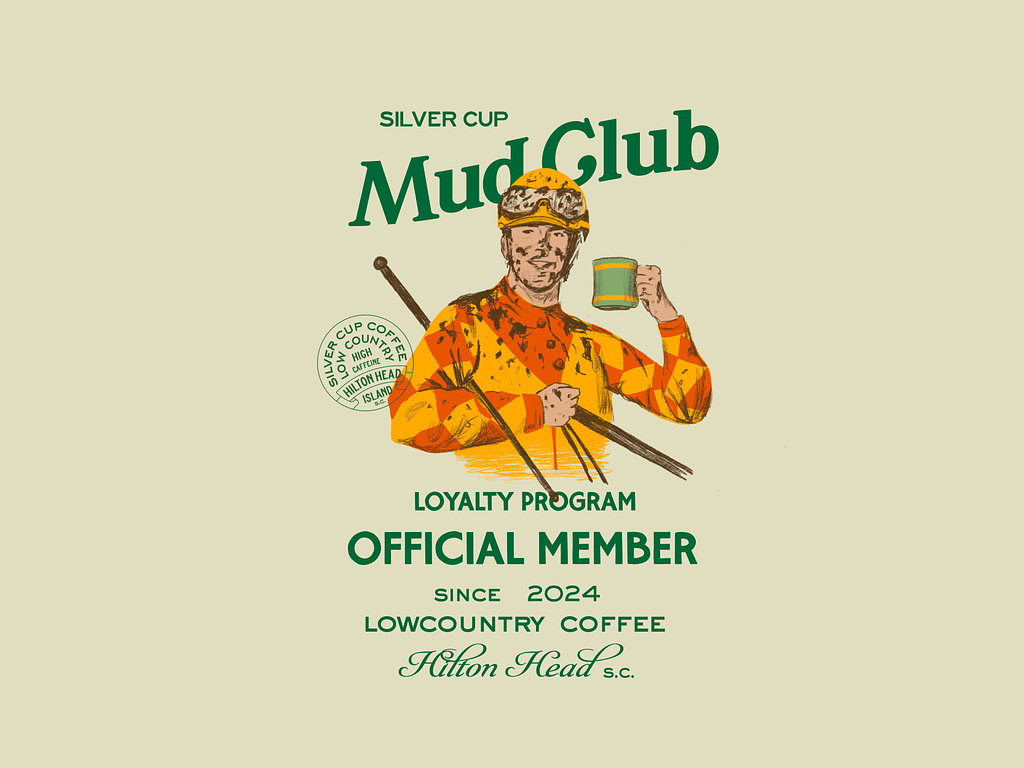 SILVER CUP
Mud Club
SILVER CUP COFFEE
LOW COUNTRY
HIGH
CAFFEINE
HILTON HEAD
ISLAND
S.C.
LOYALTY PROGRAM
OFFICIAL MEMBER
SINCE 2024
LOWCOUNTRY COFFEE
Hilton Head S.C.